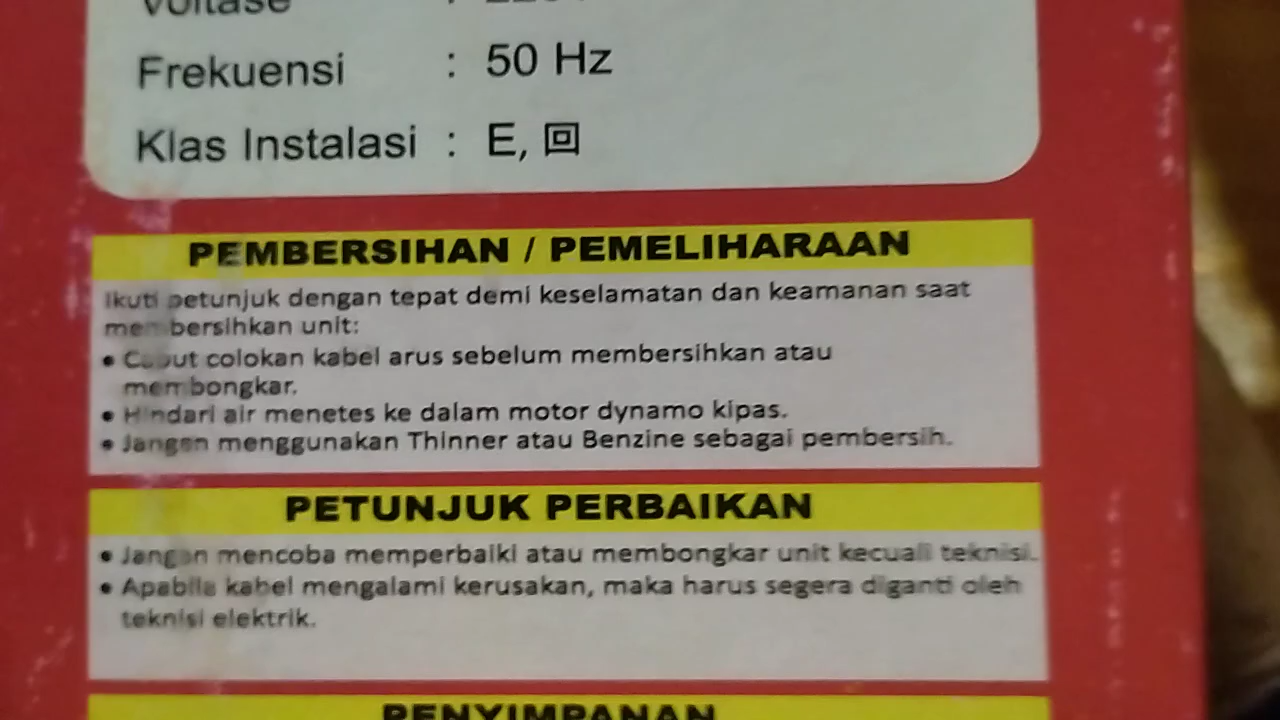 Voltase :
Frekuensi : 50 Hz
Klas Instalasi : E, 回
PEMBERSIHAN / PEMELIHARAAN
Ikuti petunjuk dengan tepat demi keselamatan dan keamanan saat
membersihkan unit:
• Cabut colokan kabel arus sebelum membersihkan atau
membongkar.
• Hindari air menetes ke dalam motor dynamo kipas.
• Jangan menggunakan Thinner atau Benzine sebagai pembersih.
PETUNJUK PERBAIKAN
• Jangan mencoba memperbaiki atau membongkar unit kecuali teknisi.
• Apabila kabel mengalami kerusakan, maka harus segera diganti oleh
teknisi elektrik.
PENYIMPANAN